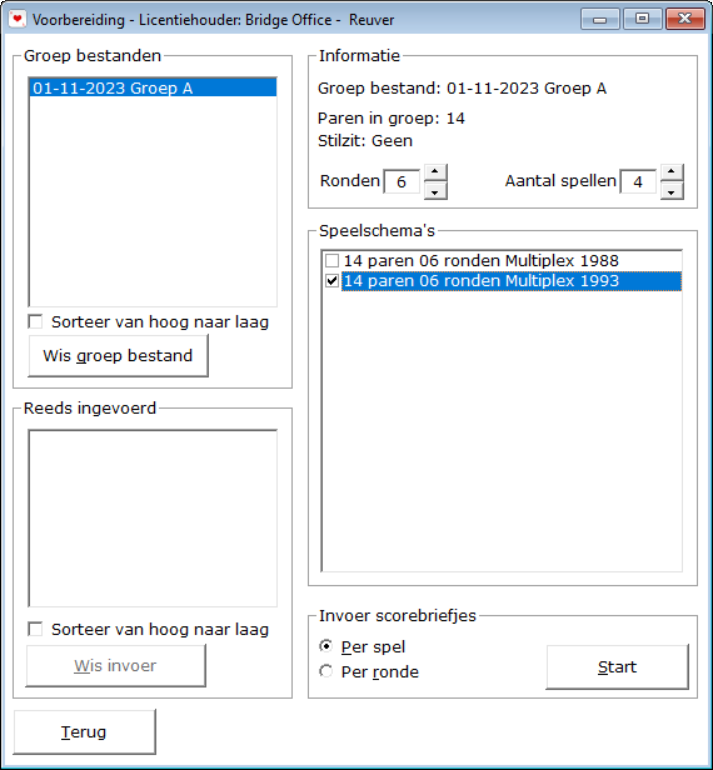 Voorbereiding - Licentiehouder: Bridge Office - Reuver
Groep bestanden
01-11-2023 Groep A
Sorteer van hoog naar laag
Wis groep bestand
Reeds ingevoerd
Sorteer van hoog naar laag
Wis invoer
Terug
Informatie
Groep bestand: 01-11-2023 Groep A
Paren in groep: 14
Stilzit: Geen
Ronden 6 Aantal spellen 4
Speelschema's
14 paren 06 ronden Multiplex 1988
14 paren 06 ronden Multiplex 1993
Invoer scorebriefjes
Per spel
Per ronde
Start